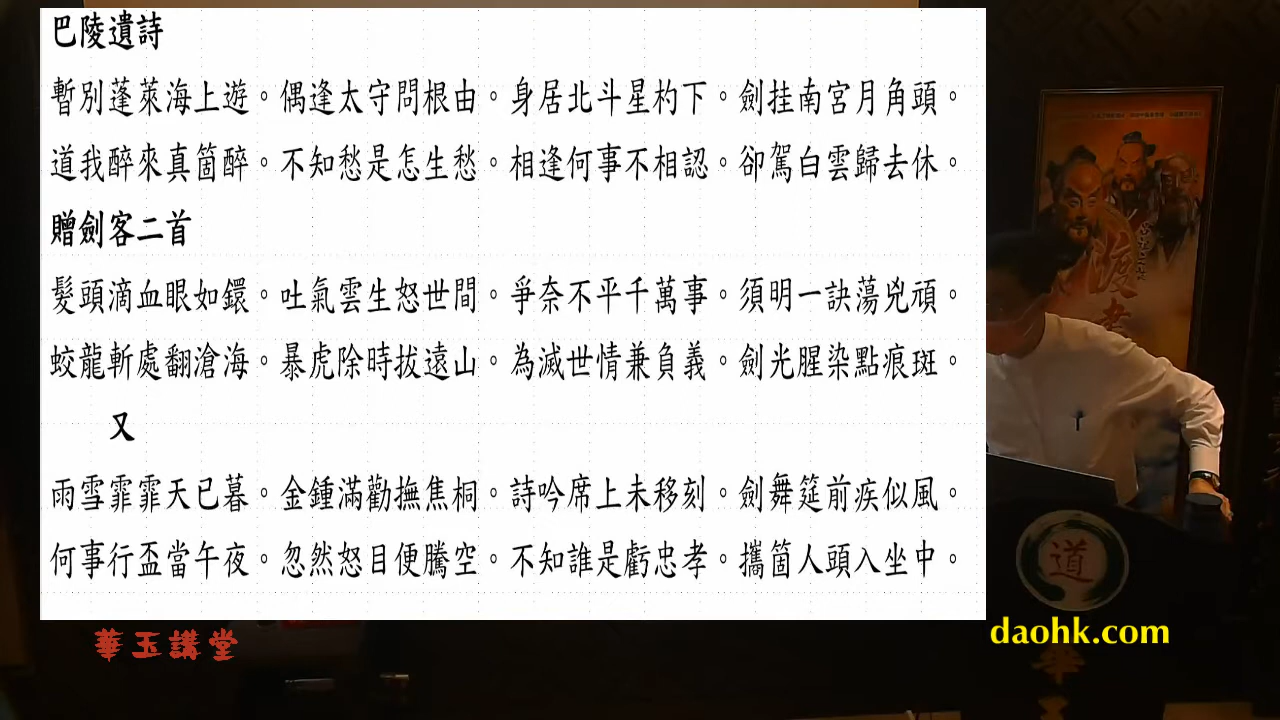 巴陵遺詩
暫別蓬萊海上遊。偶逢太守問根由。身居北斗星杓下。劍挂南宮月角頭。
道我醉來真箇醉。不知愁是怎生愁。相逢何事不相認。卻駕白雲歸去休。
贈劍客二首
髮頭滴血眼如鐶。吐氣雲生怒世間。爭奈不平千萬事。須明一訣蕩兇頑。
蛟龍斬處翻滄海。暴虎除時拔遠山。為滅世情兼負義。劍光腥染點痕斑。
又
雨雪霏霏天已暮。金鍾滿勸撫焦桐。詩吟席上未移刻。劍舞筵前疾似風。
何事行盃當午夜。忽然怒目便騰空。不知誰是虧忠孝。攜箇人頭入坐中。
道
華玉講堂
daohk.com